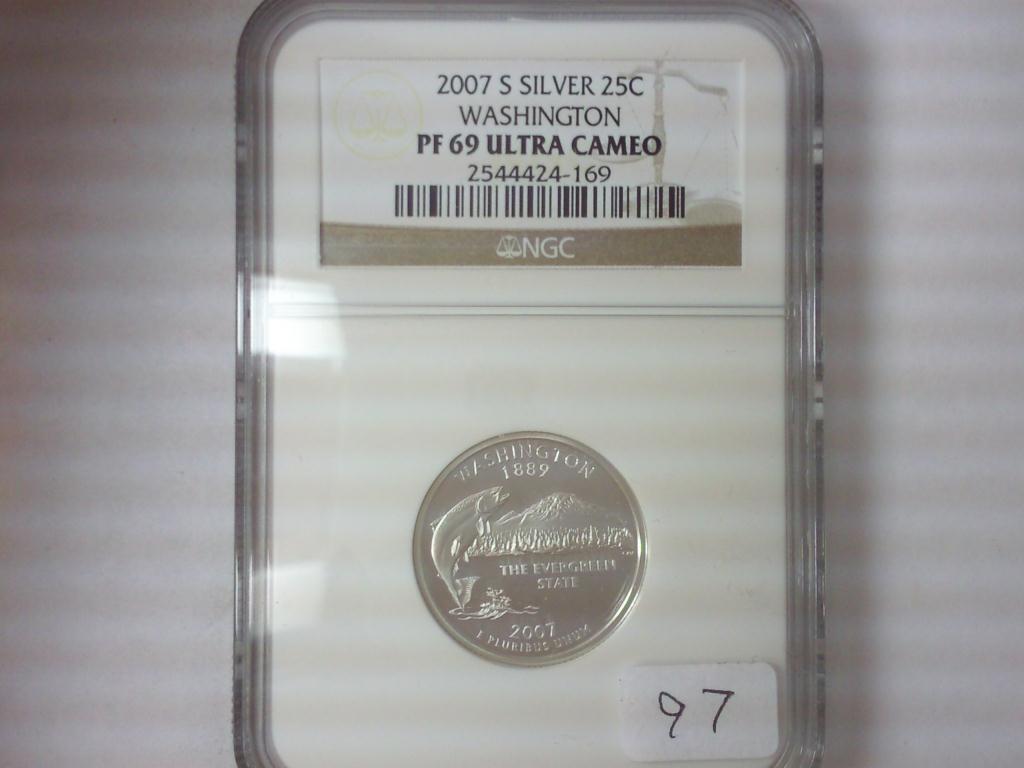 2007 S SILVER 25C
WASHINGTON
PF 69 ULTRA CAMEO
2544424-169
NGC
WASHINGTON
1889
THE EVERGREEN
STATE
2007
E PLURIBUS UNUM
97